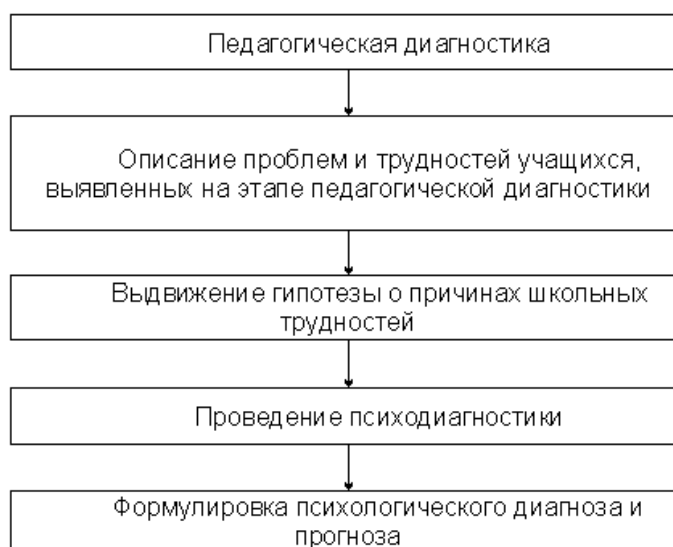 Педагогическая диагностика
Описание проблем и трудностей учащихся,
выявленных на этапе педагогической диагностики
Выдвижение гипотезы о причинах школьных
трудностей
Проведение психодиагностики
Формулировка психологического диагноза и
прогноза